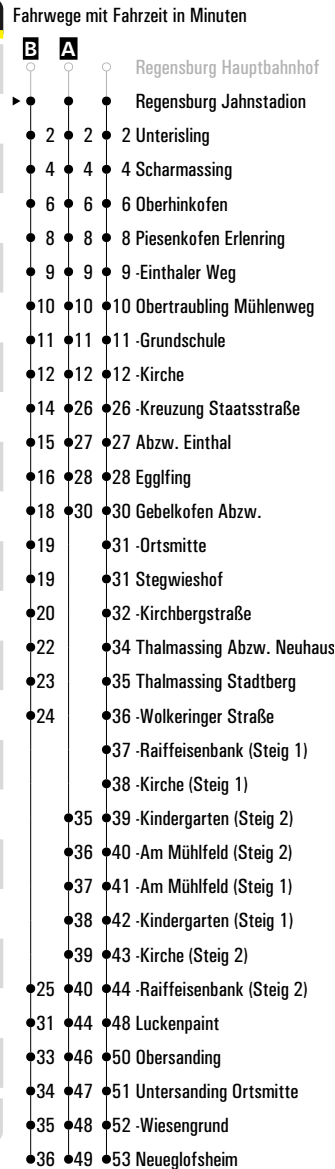 Fahrwege mit Fahrzeit in Minuten
B A
Regensburg Hauptbahnhof
Regensburg Jahnstadion
2 2 2 Unterisling
4 4 4 Scharmassing
6 6 6 Oberhinkofen
8 8 8 Piesenkofen Erlenring
9 9 9 -Einthaler Weg
10 10 10 Obertraubling Mühlenweg
11 11 11 -Grundschule
12 12 12 -Kirche
14 26 26 -Kreuzung Staatsstraße
15 27 27 Abzw. Einthal
16 28 28 Egglfing
18 30 30 Gebelkofen Abzw.
19 31 -Ortsmitte
19 31 Stegwieshof
20 32 -Kirchbergstraße
22 34 Thalmassing Abzw. Neuhaus
23 35 Thalmassing Stadtberg
24 36 -Wolkeringer Straße
37 -Raiffeisenbank (Steig 1)
38 -Kirche (Steig 1)
35 39 -Kindergarten (Steig 2)
36 40 -Am Mühlfeld (Steig 2)
37 41 -Am Mühlfeld (Steig 1)
38 42 -Kindergarten (Steig 1)
39 43 -Kirche (Steig 2)
25 40 44 -Raiffeisenbank (Steig 2)
31 44 48 Luckenpaint
33 46 50 Obersanding
34 47 51 Untersanding Ortsmitte
35 48 52 -Wiesengrund
36 49 53 Neueglofsheim